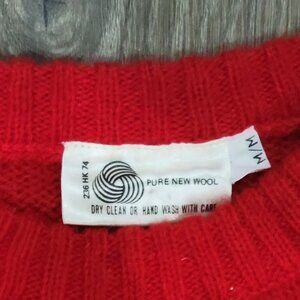 236 HK 74
PURE NEW WOOL
DRY CLEAN OR HAND WASH WITH CARE
M/M